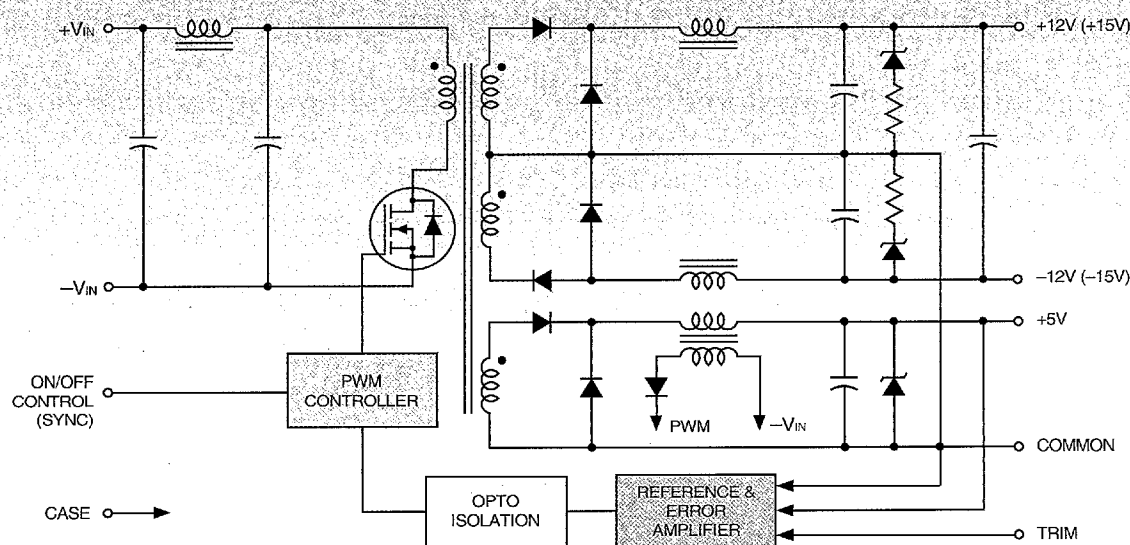 +VIN
+12V (+15V)
–VIN
–12V (–15V)
+5V
ON/OFF
CONTROL
(SYNC)
PWM
CONTROLLER
PWM
–VIN
COMMON
CASE
OPTO
ISOLATION
REFERENCE &
ERROR
AMPLIFIER
TRIM